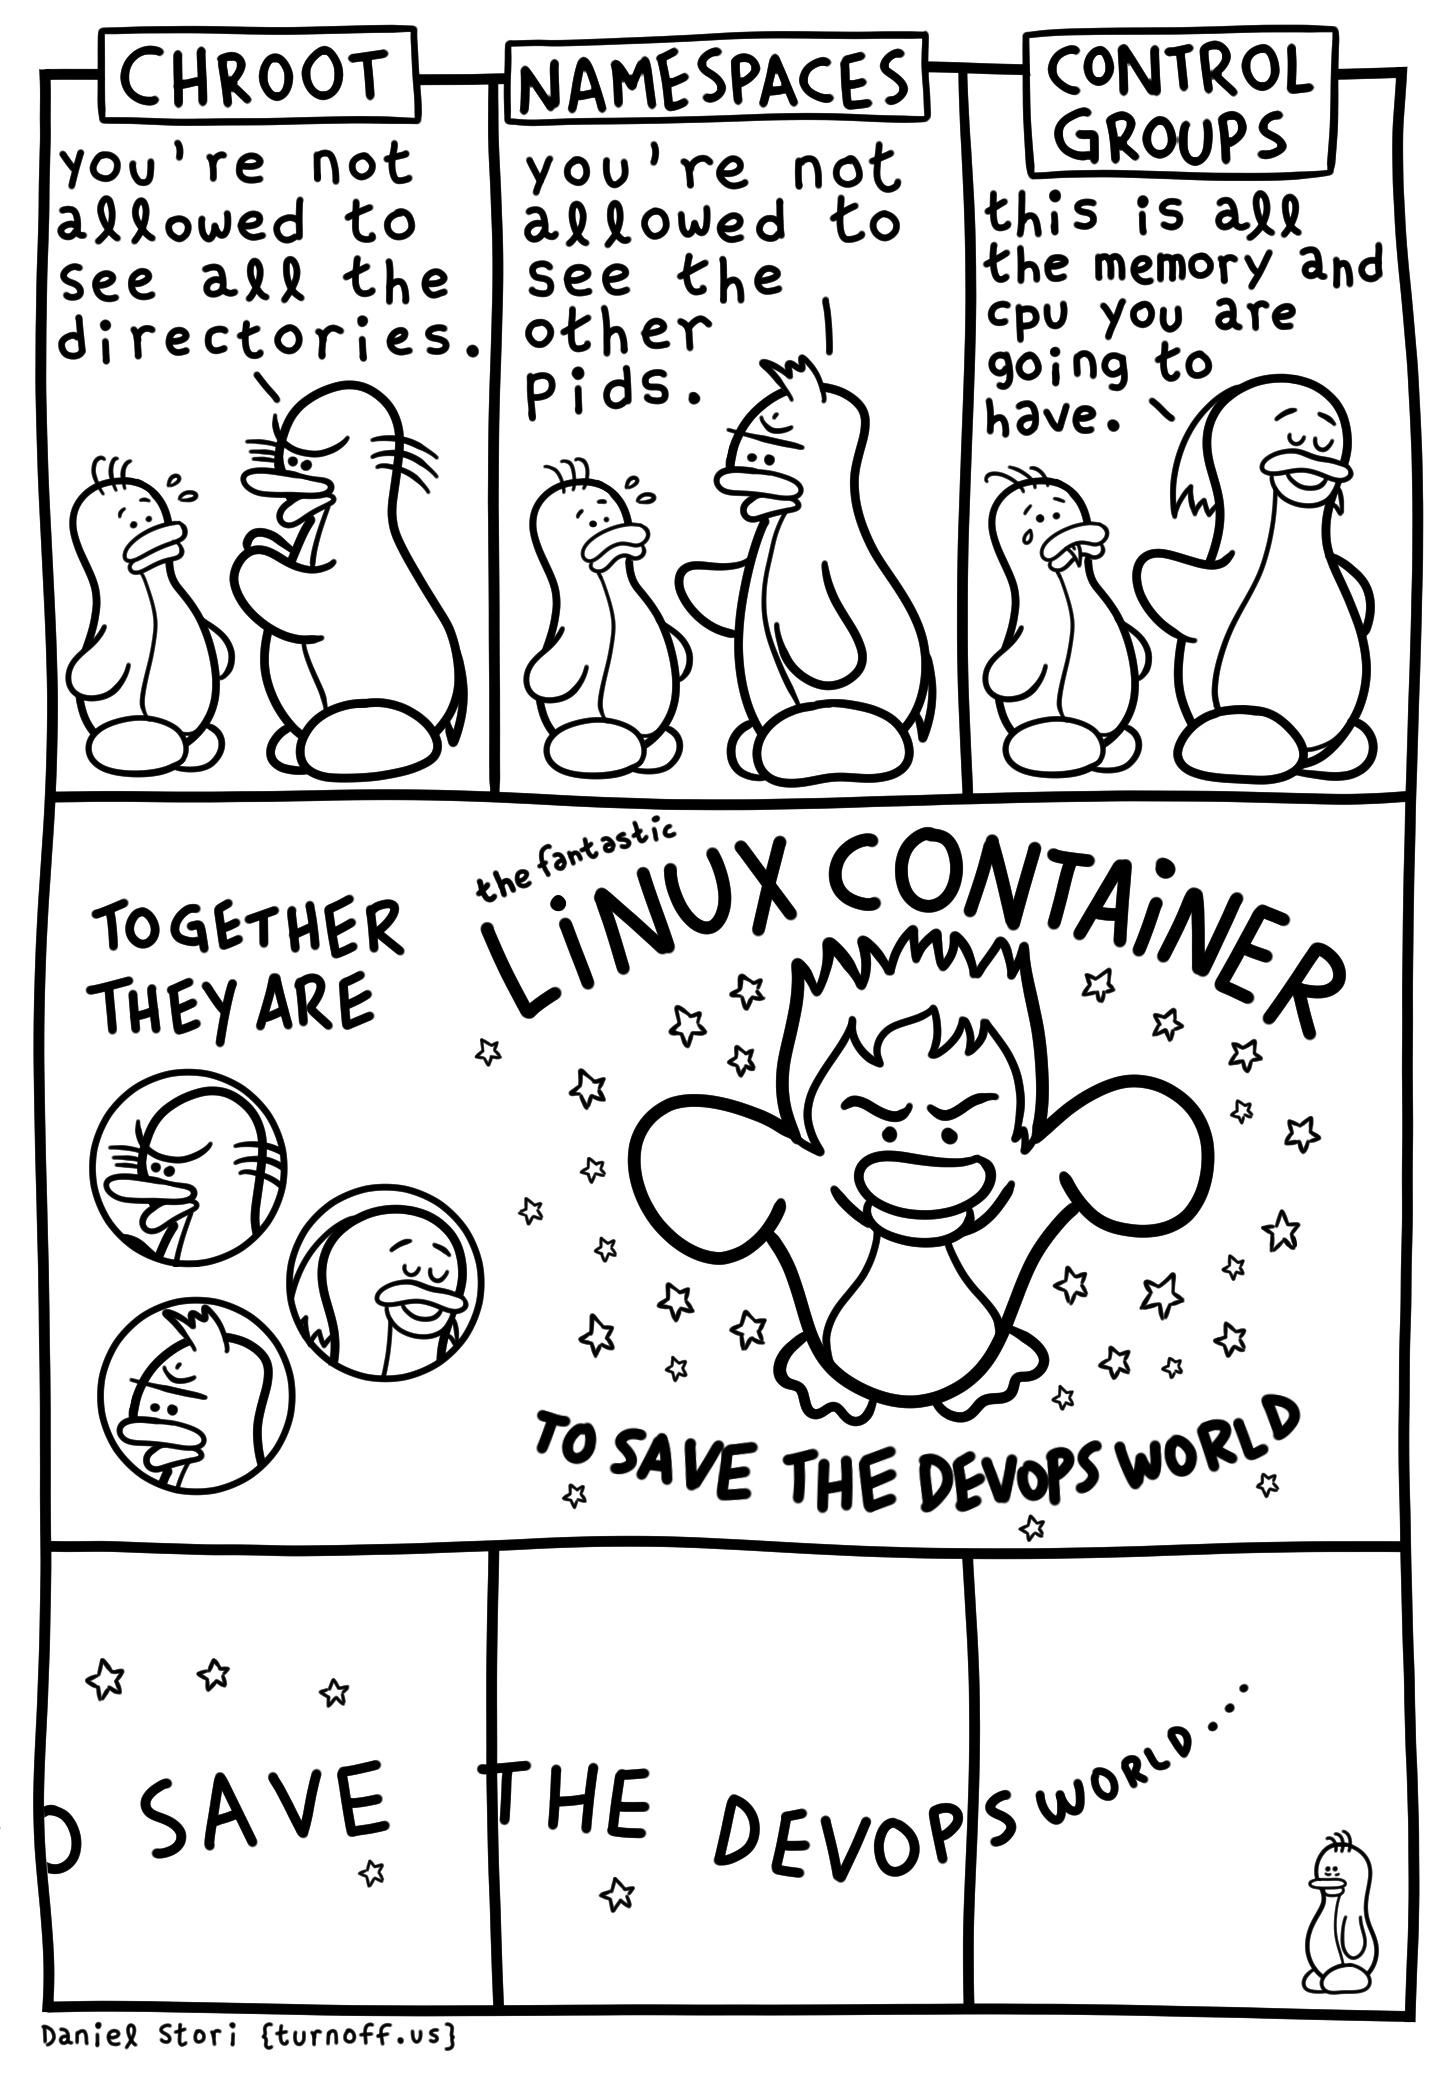 CHROOT
you're not
allowed to
see all the
directories.
NAMESPACES
you're not
allowed to
see the
other
pids.
CONTROL
GROUPS
this is all
the memory and
cpu you are
going to
have.
TOGETHER
THEY ARE
the fantastic
LiNUX CONTAiNER
TO SAVE THE DEVOPS WORLD
O SAVE THE DEVOPS WORLD...
Daniel Stori {turnoff.us}